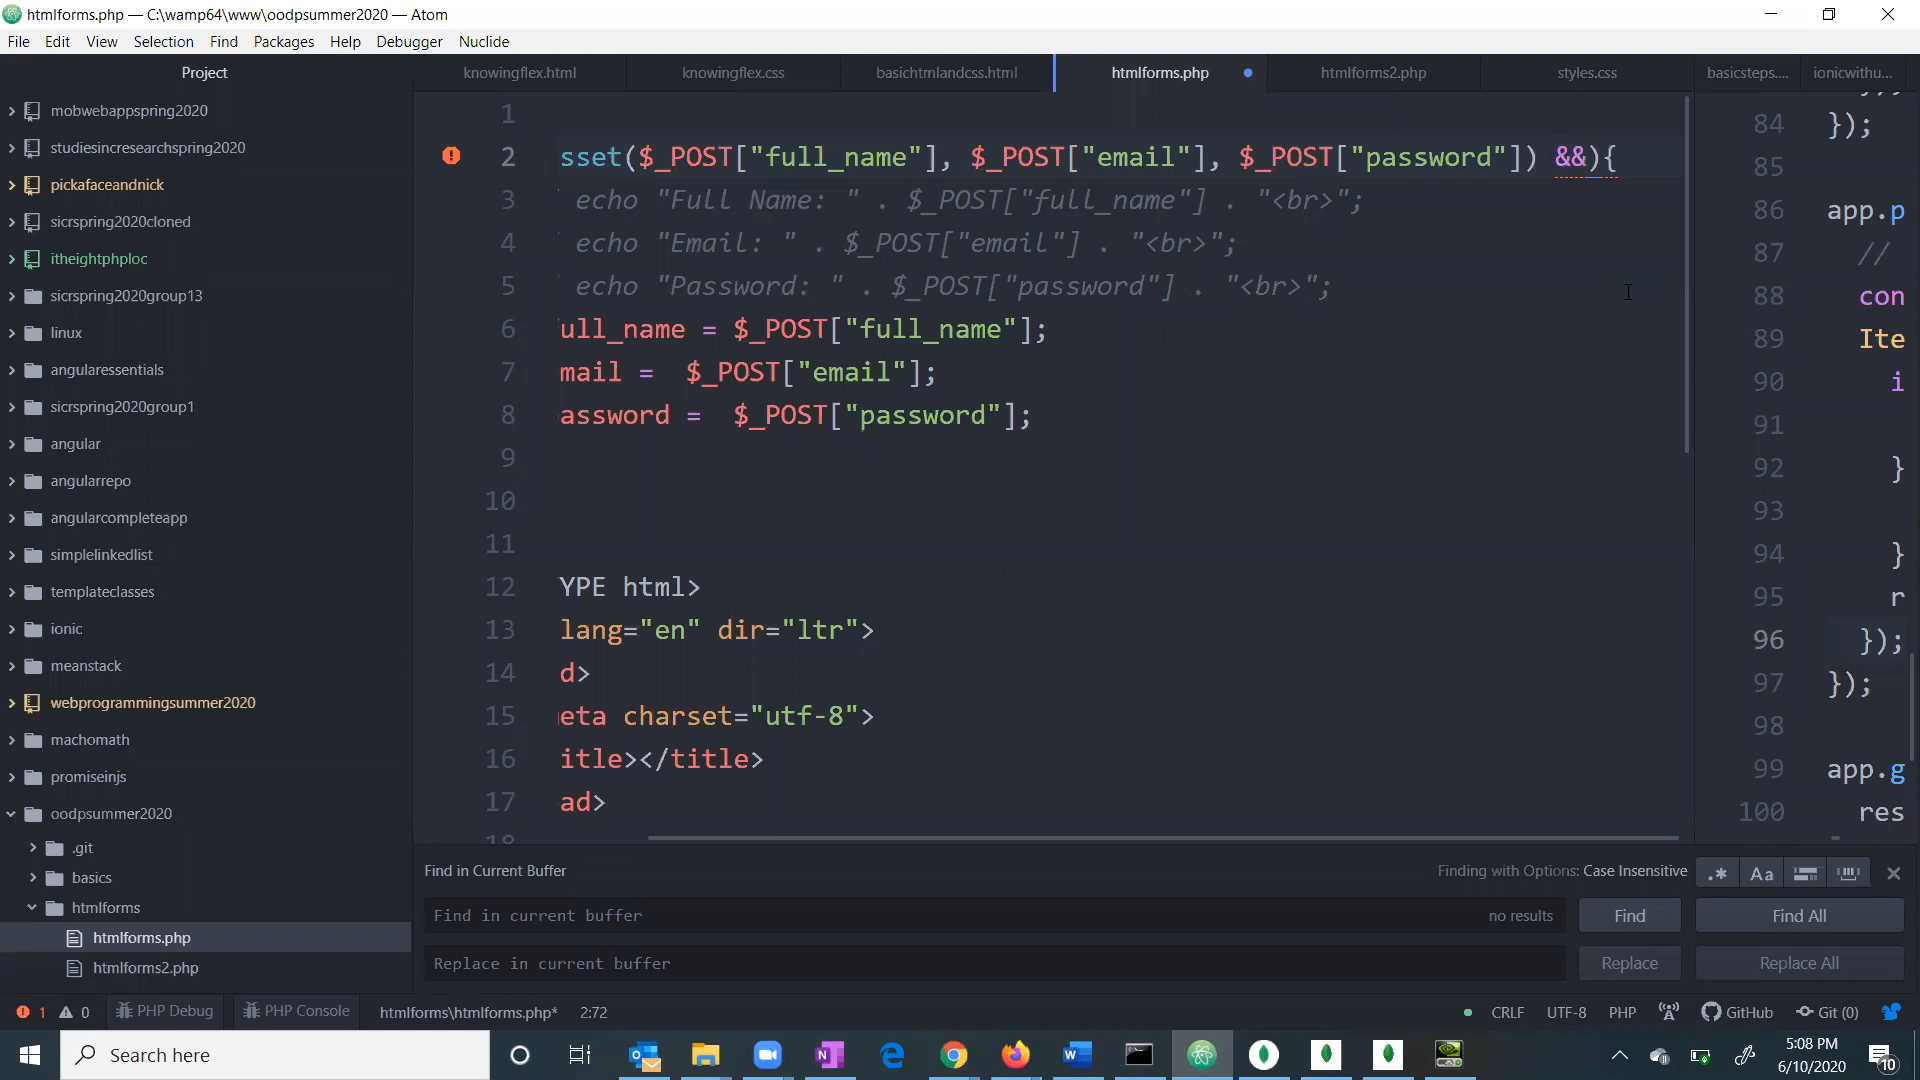 htmlforms.php — C:\wamp64\www\oodpsummer2020 — Atom
File Edit View Selection Find Packages Help Debugger Nuclide
Project
mobwebappspring2020
studiesincresearchspring2020
pickafaceandnick
sicrspring2020cloned
itheightphploc
sicrspring2020group13
linux
angularessentials
sicrspring2020group1
angular
angularrepo
angularcompleteapp
simplelinkedlist
templateclasses
ionic
meanstack
webprogrammingsummer2020
machomath
promiseinjs
oodpsummer2020
.git
basics
htmlforms
htmlforms.php
htmlforms2.php
knowingflex.html knowingflex.css basichtmlandcss.html htmlforms.php htmlforms2.php styles.css basicsteps.... ionicwithu...
1
2 sset($_POST["full_name"], $_POST["email"], $_POST["password"]) &&){
3 echo "Full Name: " . $_POST["full_name"] . "<br>";
4 echo "Email: " . $_POST["email"] . "<br>";
5 echo "Password: " . $_POST["password"] . "<br>";
6 ull_name = $_POST["full_name"];
7 mail = $_POST["email"];
8 assword = $_POST["password"];
9
10
11
12 YPE html>
13 lang="en" dir="ltr">
14 d>
15 eta charset="utf-8">
16 itle></title>
17 ad>
18
84 });
85
86 app.p
87 //
88 con
89 Ite
90 i
91
92 }
93
94 }
95 r
96 });
97 });
98
99 app.g
100 res
Find in Current Buffer
Finding with Options: Case Insensitive
.* Aa
Find in current buffer no results Find Find All
Replace in current buffer Replace Replace All
1 0 PHP Debug PHP Console htmlforms\htmlforms.php* 2:72
CRLF UTF-8 PHP GitHub Git (0)
Search here
5:08 PM
6/10/2020
10